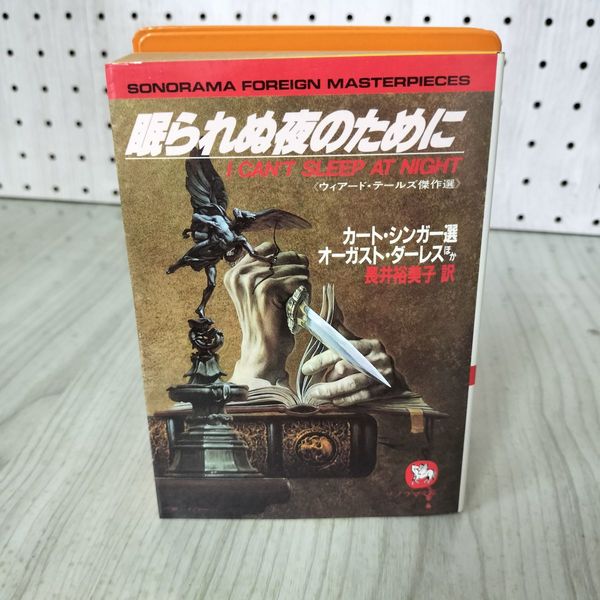 SONORAMA FOREIGN MASTERPIECES
眠られぬ夜のために
I CAN'T SLEEP AT NIGHT
〈ウィアード・テールズ傑作選〉
カート・シンガー選
オーガスト・ダーレスほか
長井裕美子 訳